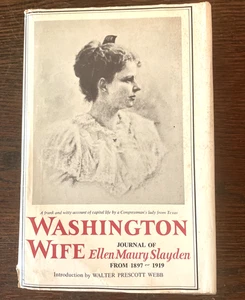 A frank and witty account of capital life by a Congressman's lady from Texas
WASHINGTON
WIFE JOURNAL OF
Ellen Maury Slayden
FROM 1897 — 1919
Introduction by WALTER PRESCOTT WEBB